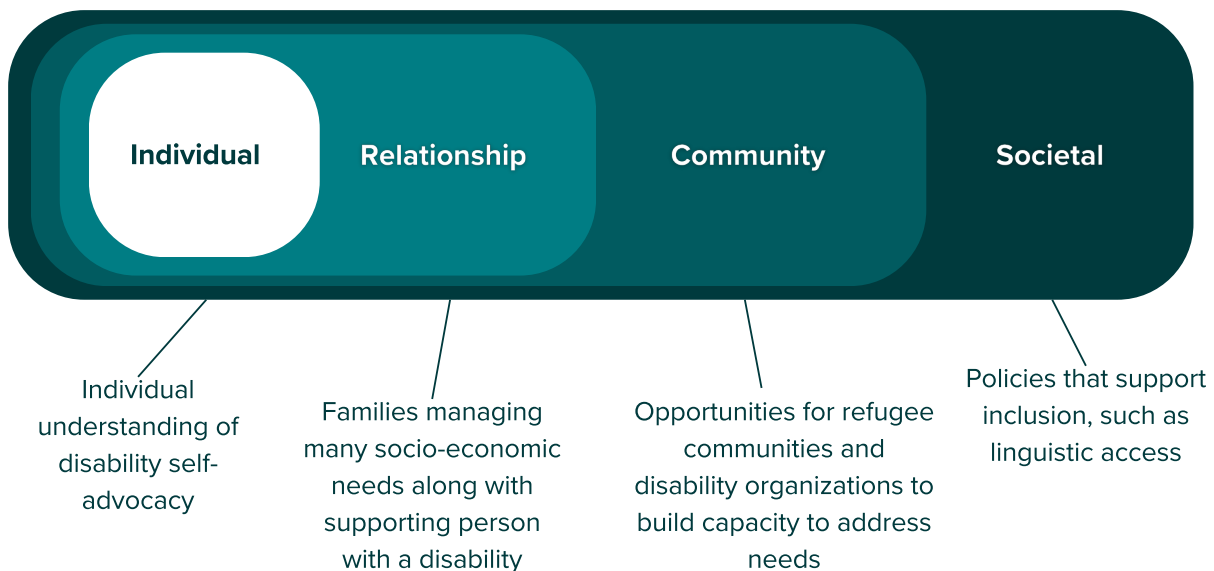 Individual
Relationship
Community
Societal
Individual
understanding of
disability self-
advocacy
Families managing
many socio-economic
needs along with
supporting person
with a disability
Opportunities for refugee
communities and
disability organizations to
build capacity to address
needs
Policies that support
inclusion, such as
linguistic access